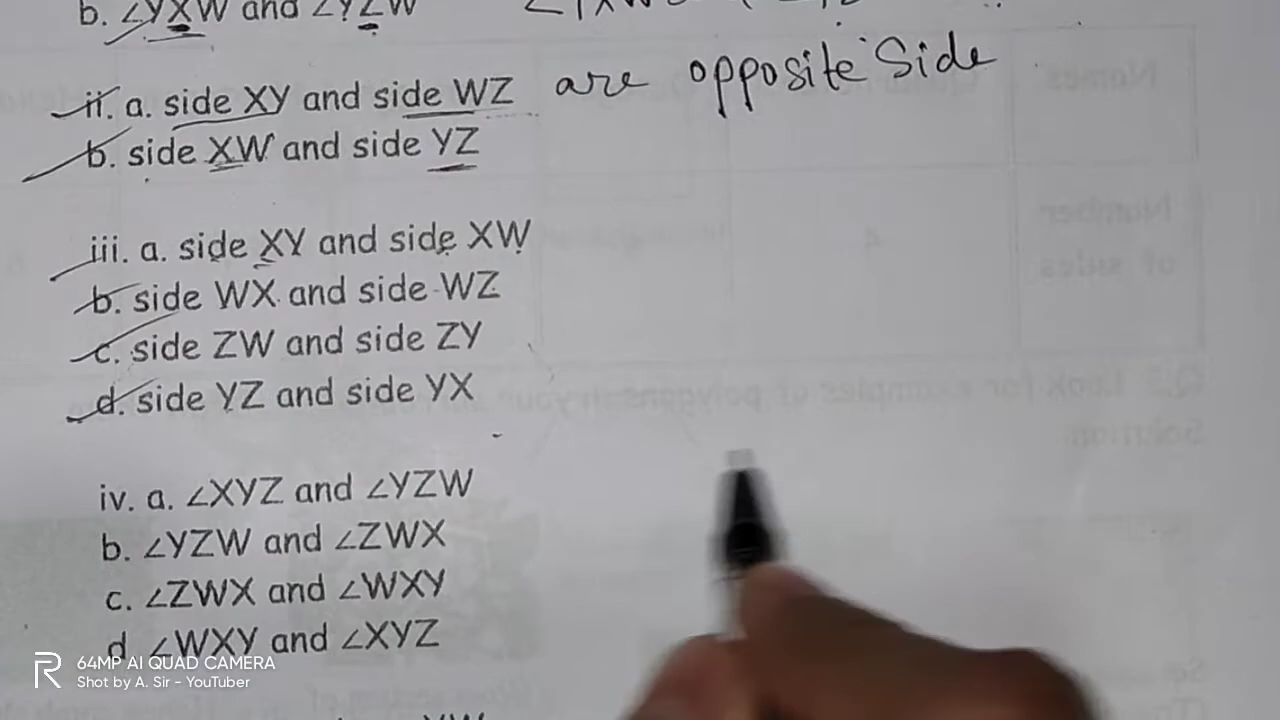 b. ∠YXW and ∠YZW
are opposite Side
ii. a. side XY and side WZ
b. side XW and side YZ
iii. a. side XY and side XW
b. side WX and side WZ
c. side ZW and side ZY
d. side YZ and side YX
iv. a. ∠XYZ and ∠YZW
b. ∠YZW and ∠ZWX
c. ∠ZWX and ∠WXY
d. ∠WXY and ∠XYZ
64MP AI QUAD CAMERA
Shot by A. Sir - YouTuber